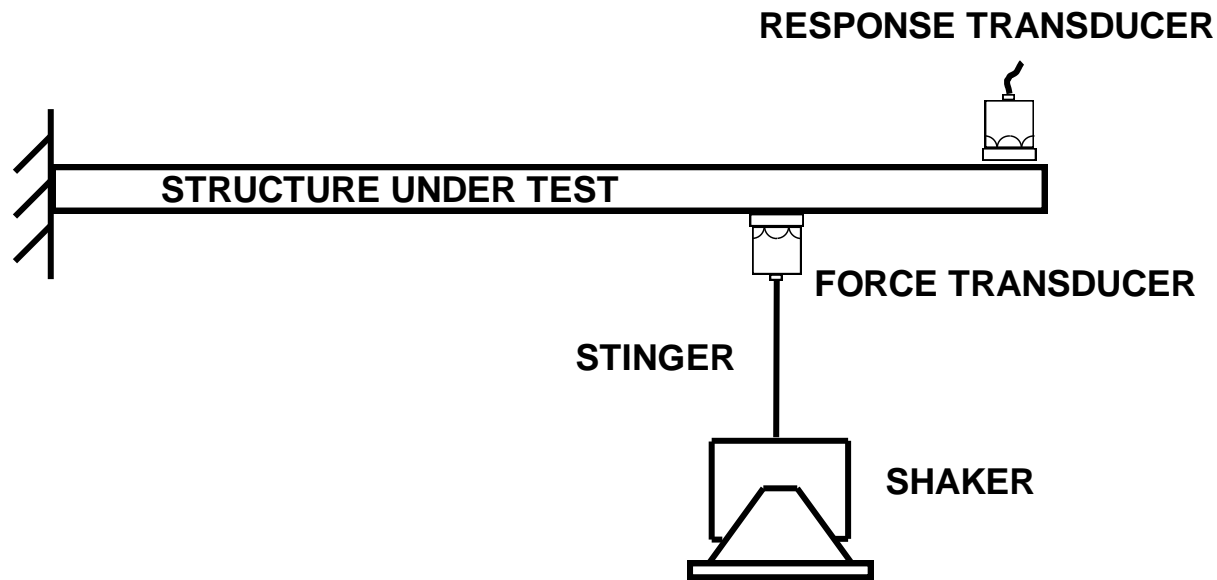 RESPONSE TRANSDUCER
STRUCTURE UNDER TEST
FORCE TRANSDUCER
STINGER
SHAKER